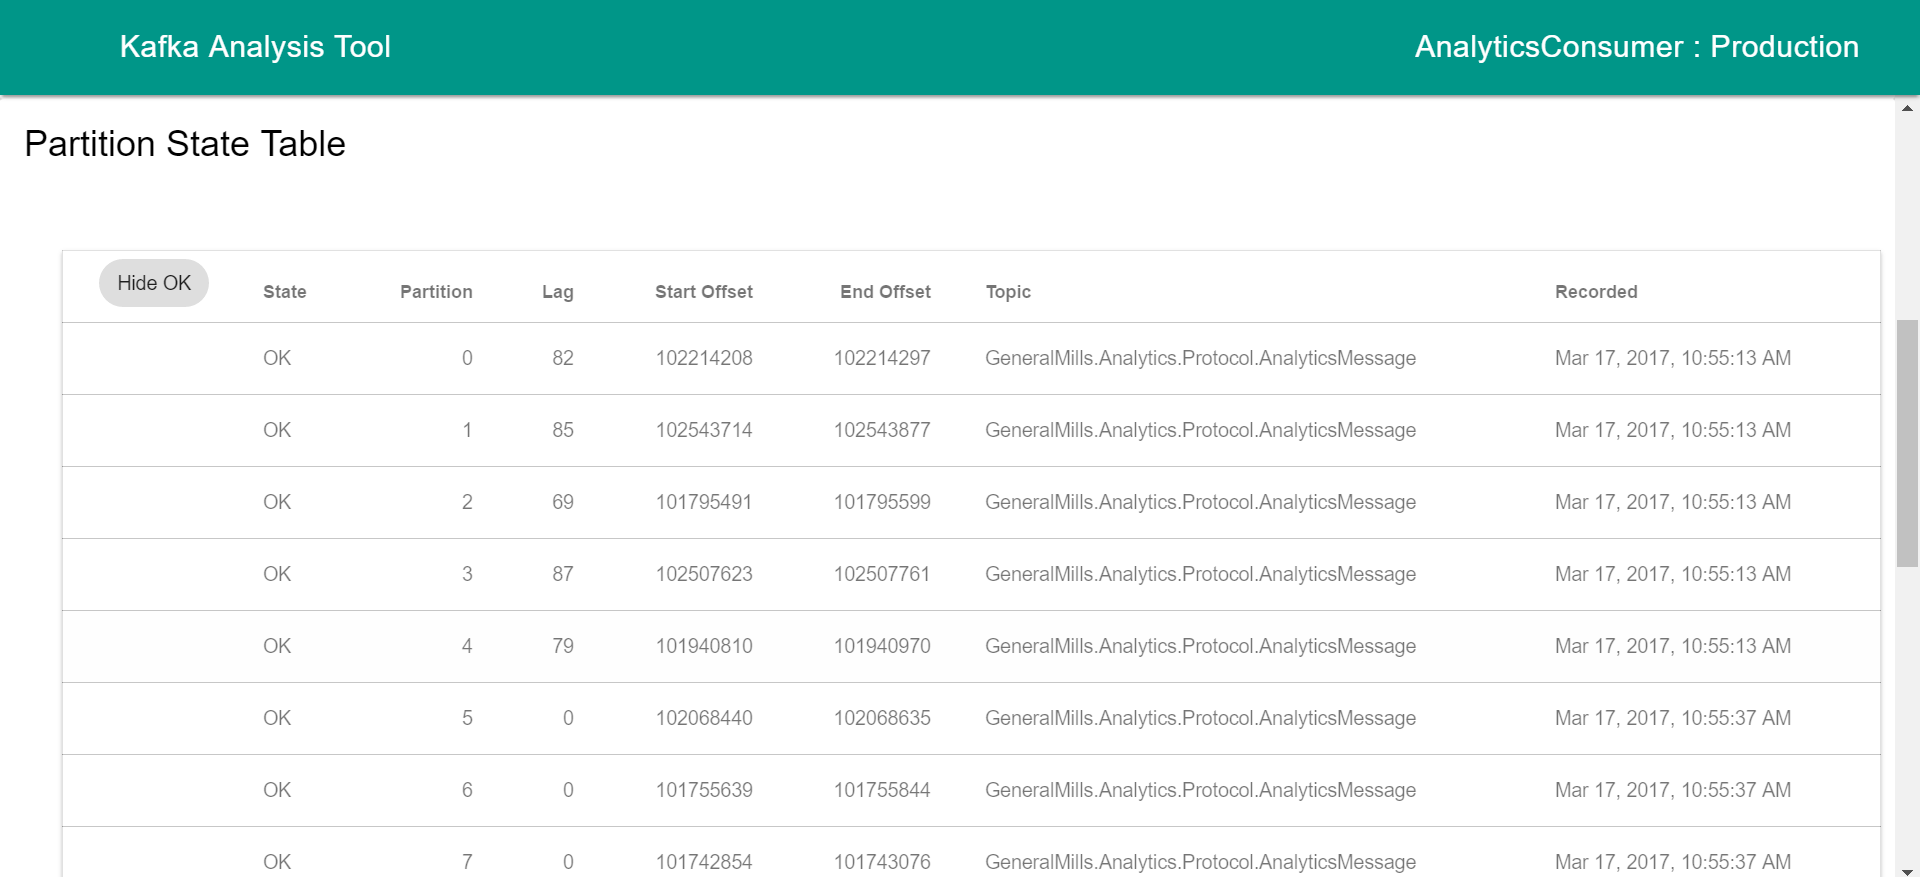 Kafka Analysis Tool AnalyticsConsumer : Production
Partition State Table
Hide OK State Partition Lag Start Offset End Offset Topic Recorded
OK 0 82 102214208 102214297 GeneralMills.Analytics.Protocol.AnalyticsMessage Mar 17, 2017, 10:55:13 AM
OK 1 85 102543714 102543877 GeneralMills.Analytics.Protocol.AnalyticsMessage Mar 17, 2017, 10:55:13 AM
OK 2 69 101795491 101795599 GeneralMills.Analytics.Protocol.AnalyticsMessage Mar 17, 2017, 10:55:13 AM
OK 3 87 102507623 102507761 GeneralMills.Analytics.Protocol.AnalyticsMessage Mar 17, 2017, 10:55:13 AM
OK 4 79 101940810 101940970 GeneralMills.Analytics.Protocol.AnalyticsMessage Mar 17, 2017, 10:55:13 AM
OK 5 0 102068440 102068635 GeneralMills.Analytics.Protocol.AnalyticsMessage Mar 17, 2017, 10:55:37 AM
OK 6 0 101755639 101755844 GeneralMills.Analytics.Protocol.AnalyticsMessage Mar 17, 2017, 10:55:37 AM
OK 7 0 101742854 101743076 GeneralMills.Analytics.Protocol.AnalyticsMessage Mar 17, 2017, 10:55:37 AM